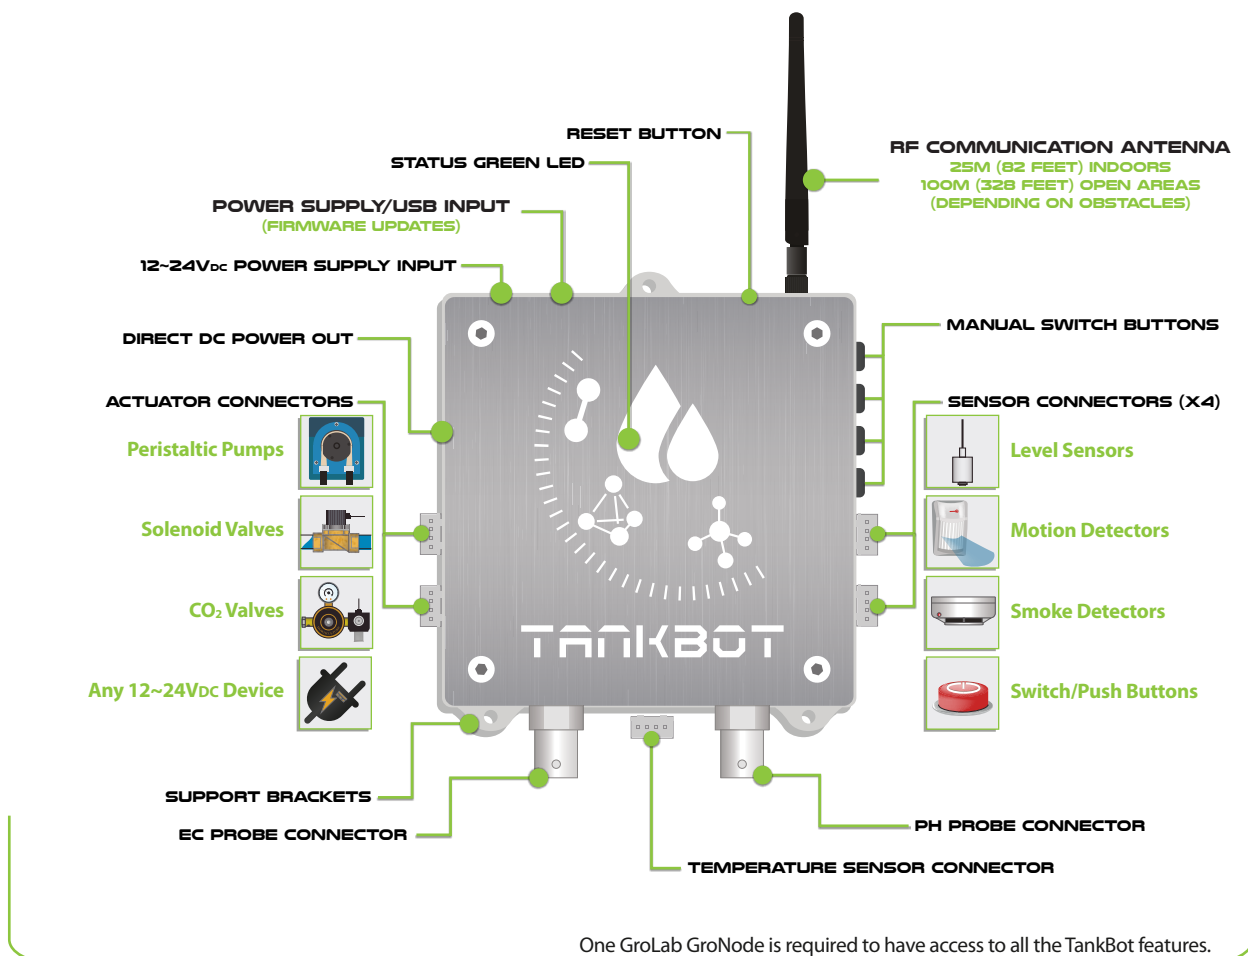 RESET BUTTON
STATUS GREEN LED
RF COMMUNICATION ANTENNA
25M (82 FEET) INDOORS
100M (328 FEET) OPEN AREAS
(DEPENDING ON OBSTACLES)
POWER SUPPLY/USB INPUT
(FIRMWARE UPDATES)
12~24VDC POWER SUPPLY INPUT
DIRECT DC POWER OUT
MANUAL SWITCH BUTTONS
ACTUATOR CONNECTORS
SENSOR CONNECTORS (X4)
Peristaltic Pumps
Level Sensors
Solenoid Valves
Motion Detectors
CO₂ Valves
Smoke Detectors
TANKBOT
Any 12~24VDC Device
Switch/Push Buttons
SUPPORT BRACKETS
EC PROBE CONNECTOR
PH PROBE CONNECTOR
TEMPERATURE SENSOR CONNECTOR
One GroLab GroNode is required to have access to all the TankBot features.